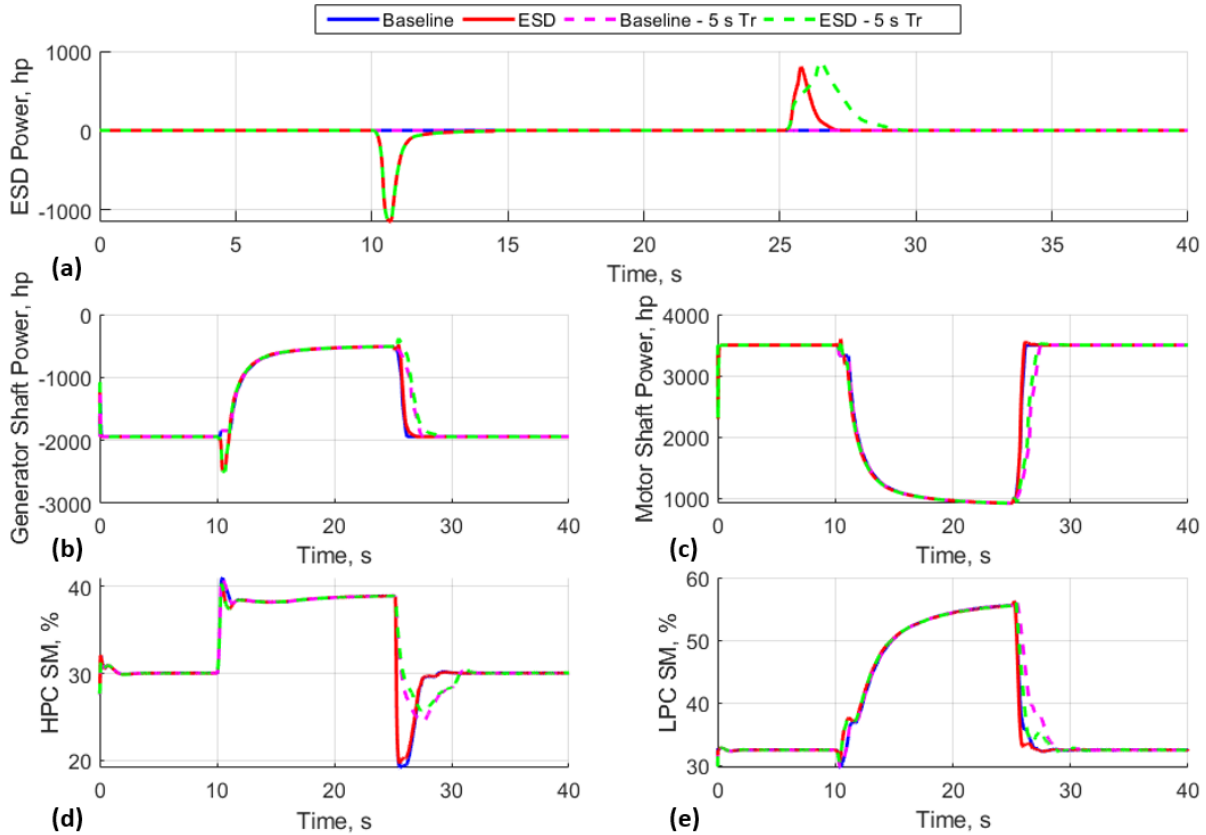 Baseline ESD Baseline - 5 s Tr ESD - 5 s Tr
ESD Power, hp
1000
0
-1000
0 5 10 15 20 25 30 35 40
Time, s
(a)
Generator Shaft Power, hp
0
-1000
-2000
-3000
0 10 20 30 40
Time, s
(b)
Motor Shaft Power, hp
4000
3000
2000
1000
0 10 20 30 40
Time, s
(c)
HPC SM, %
40
30
20
0 10 20 30 40
Time, s
(d)
LPC SM, %
60
50
40
30
0 10 20 30 40
Time, s
(e)